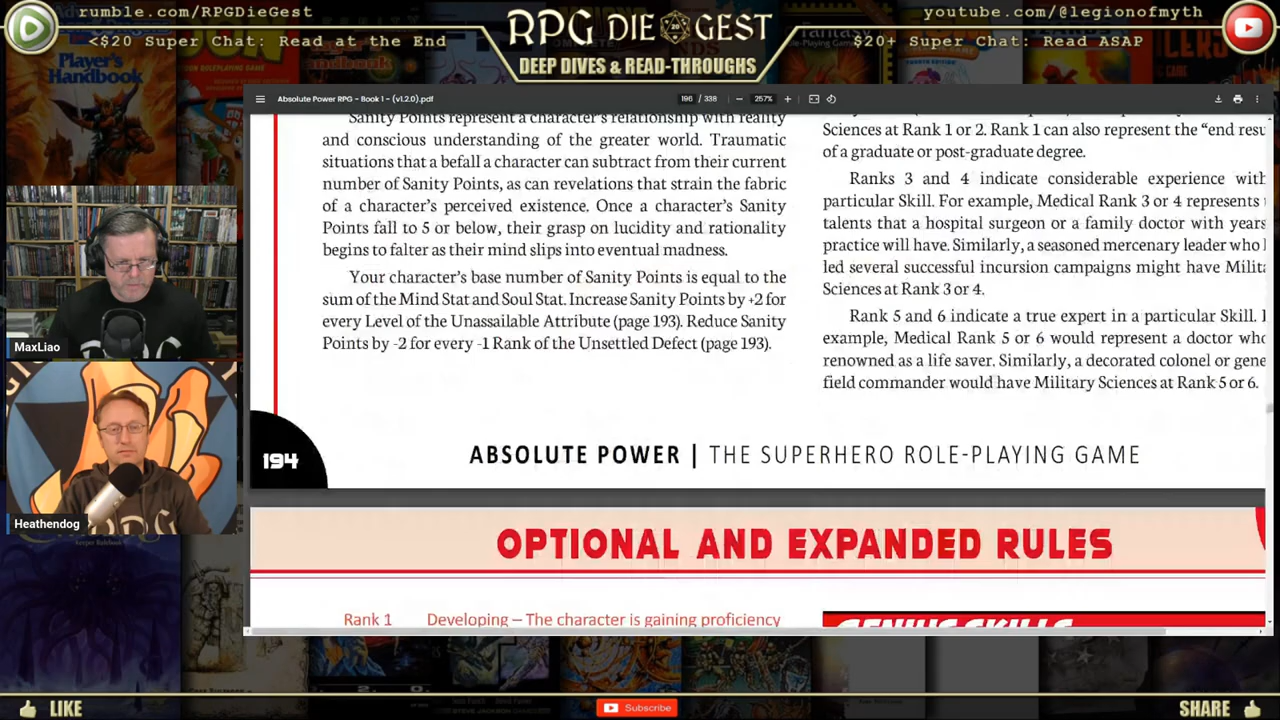 rumble.com/RPGDieGest
<$20 Super Chat: Read at the End
RPG DIE GEST
DEEP DIVES & READ-THROUGHS
youtube.com/@legionofmyth
$20+ Super Chat: Read ASAP
Player's
Handbook
Absolute Power RPG - Book 1 - (v1.2.0).pdf
196 / 338
257%
Sanity Points represent a character's relationship with reality
and conscious understanding of the greater world. Traumatic
situations that a befall a character can subtract from their current
number of Sanity Points, as can revelations that strain the fabric
of a character's perceived existence. Once a character's Sanity
Points fall to 5 or below, their grasp on lucidity and rationality
begins to falter as their mind slips into eventual madness.
Your character's base number of Sanity Points is equal to the
sum of the Mind Stat and Soul Stat. Increase Sanity Points by +2 for
every Level of the Unassailable Attribute (page 193). Reduce Sanity
Points by -2 for every -1 Rank of the Unsettled Defect (page 193).
Sciences at Rank 1 or 2. Rank 1 can also represent the "end resu
of a graduate or post-graduate degree.
Ranks 3 and 4 indicate considerable experience with
particular Skill. For example, Medical Rank 3 or 4 represents
talents that a hospital surgeon or a family doctor with years
practice will have. Similarly, a seasoned mercenary leader who
led several successful incursion campaigns might have Milita
Sciences at Rank 3 or 4.
Rank 5 and 6 indicate a true expert in a particular Skill.
example, Medical Rank 5 or 6 would represent a doctor who
renowned as a life saver. Similarly, a decorated colonel or gene
field commander would have Military Sciences at Rank 5 or 6.
194
ABSOLUTE POWER | THE SUPERHERO ROLE-PLAYING GAME
OPTIONAL AND EXPANDED RULES
Rank 1 Developing – The character is gaining proficiency
GENIUS SKILLS
MaxLiao
Heathendog
LIKE
Subscribe
SHARE